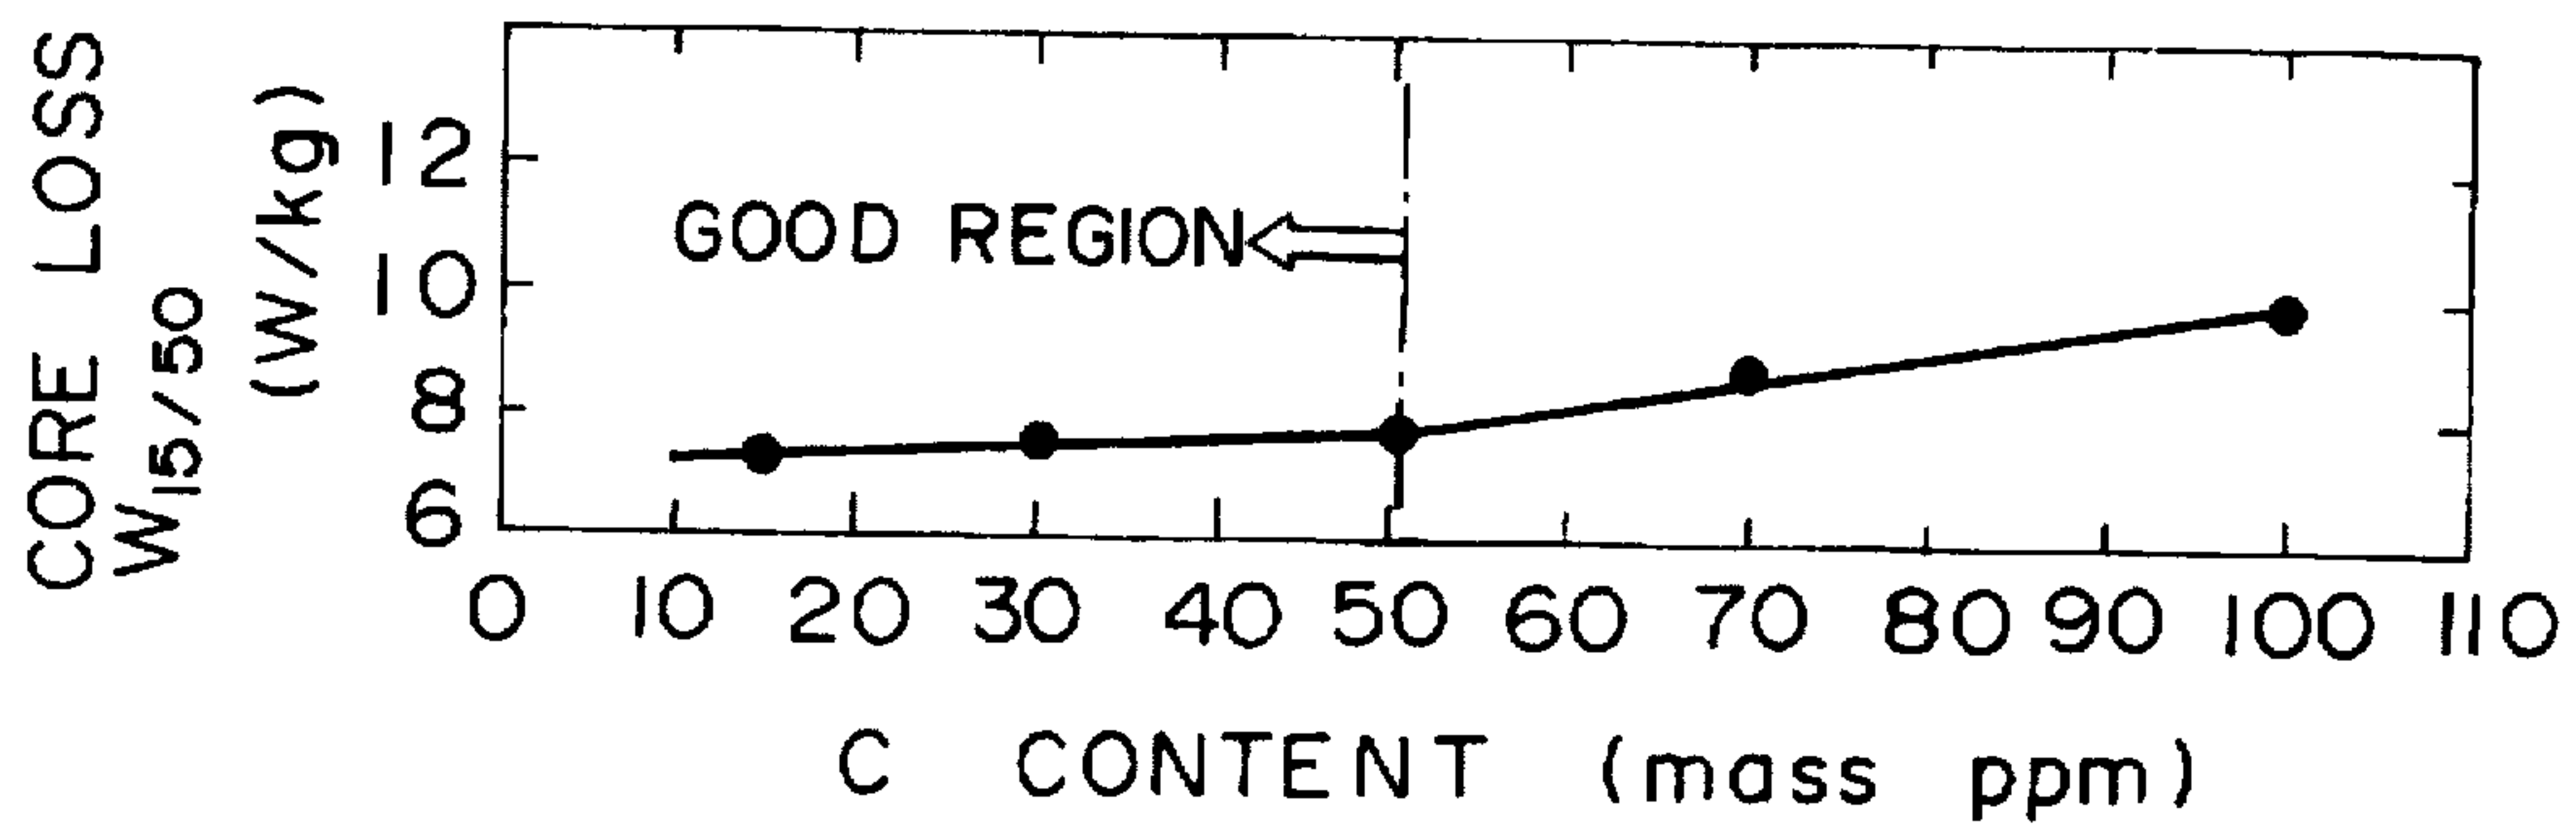 CORE LOSS
W15/50
(W/kg)
12
10
8
6
GOOD REGION
0 10 20 30 40 50 60 70 80 90 100 110
C CONTENT (mass ppm)